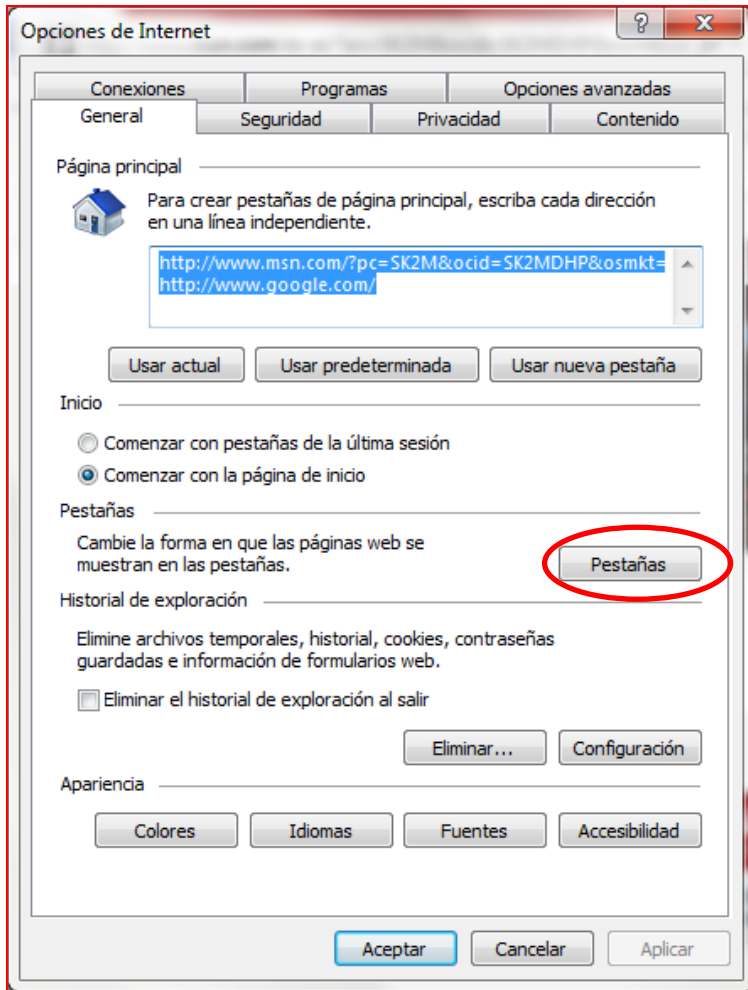 Opciones de Internet
Conexiones Programas Opciones avanzadas
General Seguridad Privacidad Contenido
Página principal
Para crear pestañas de página principal, escriba cada dirección
en una línea independiente.
http://www.msn.com/?pc=SK2M&ocid=SK2MDHP&osmkt=
http://www.google.com/
Usar actual Usar predeterminada Usar nueva pestaña
Inicio
Comenzar con pestañas de la última sesión
Comenzar con la página de inicio
Pestañas
Cambie la forma en que las páginas web se
muestran en las pestañas.
Pestañas
Historial de exploración
Elimine archivos temporales, historial, cookies, contraseñas
guardadas e información de formularios web.
Eliminar el historial de exploración al salir
Eliminar... Configuración
Apariencia
Colores Idiomas Fuentes Accesibilidad
Aceptar Cancelar Aplicar